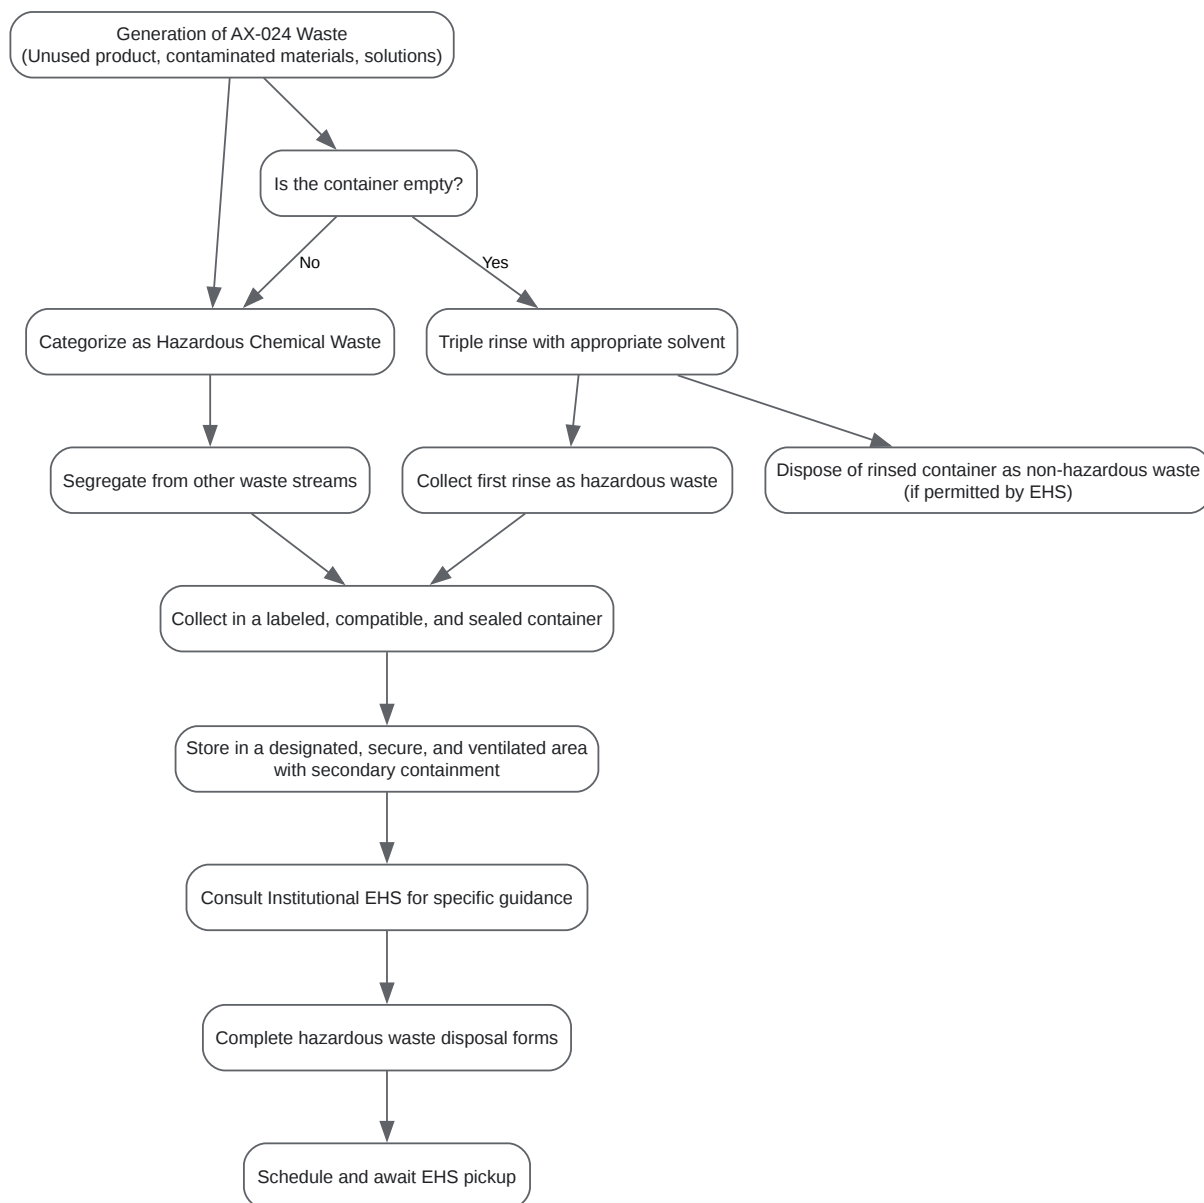 Generation of AX-024 Waste
(Unused product, contaminated materials, solutions)
Is the container empty?
No
Yes
Categorize as Hazardous Chemical Waste
Triple rinse with appropriate solvent
Segregate from other waste streams
Collect first rinse as hazardous waste
Dispose of rinsed container as non-hazardous waste
(if permitted by EHS)
Collect in a labeled, compatible, and sealed container
Store in a designated, secure, and ventilated area
with secondary containment
Consult Institutional EHS for specific guidance
Complete hazardous waste disposal forms
Schedule and await EHS pickup